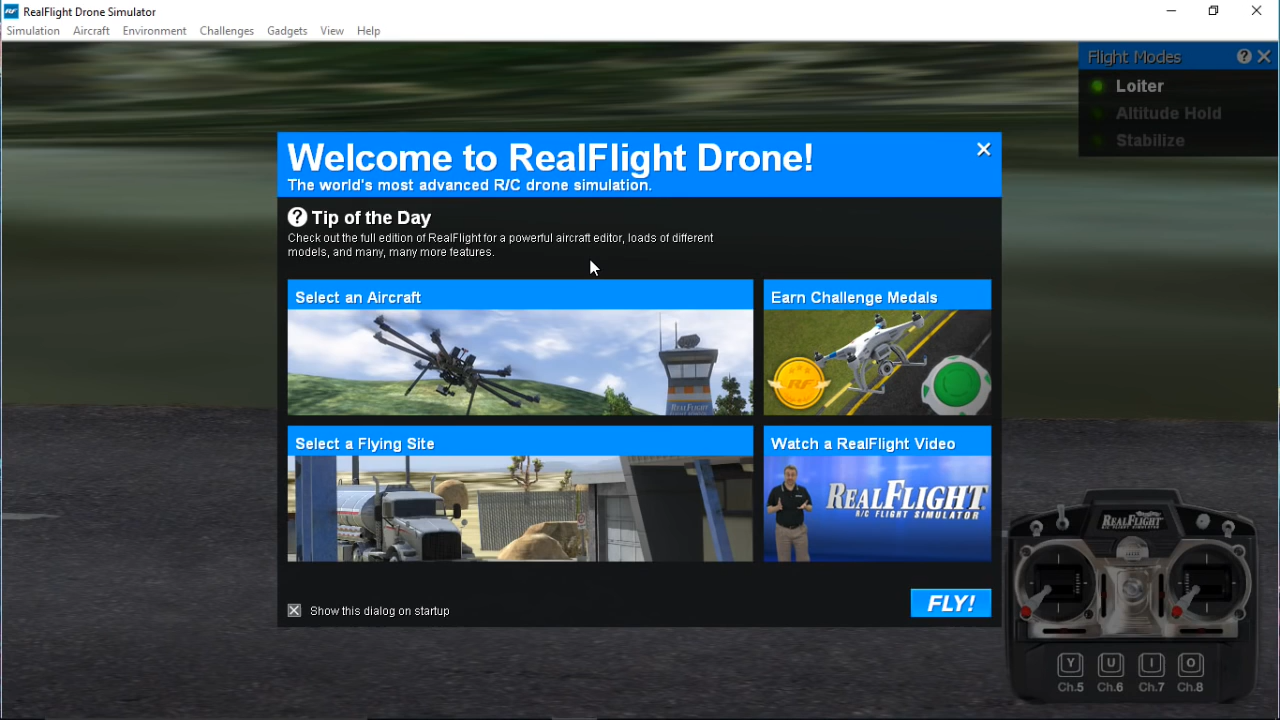 RealFlight Drone Simulator
Simulation Aircraft Environment Challenges Gadgets View Help
Flight Modes
Loiter
Altitude Hold
Stabilize
Welcome to RealFlight Drone!
The world's most advanced R/C drone simulation.
Tip of the Day
Check out the full edition of RealFlight for a powerful aircraft editor, loads of different
models, and many, many more features.
Select an Aircraft
REALFLIGHT
Earn Challenge Medals
RF
Select a Flying Site
Watch a RealFlight Video
REALFLIGHT
R/C FLIGHT SIMULATOR
Show this dialog on startup
FLY!
REALFLIGHT
Y U I O
Ch.5 Ch.6 Ch.7 Ch.8